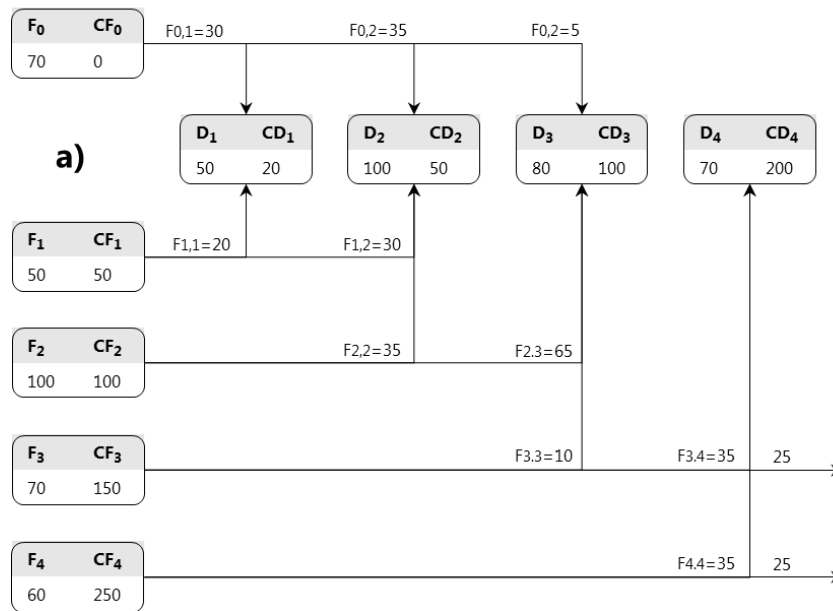 F0 CF0
70 0
F0,1=30 F0,2=35 F0,2=5
a)
D1 CD1
50 20
D2 CD2
100 50
D3 CD3
80 100
D4 CD4
70 200
F1 CF1
50 50
F1,1=20 F1,2=30
F2 CF2
100 100
F2,2=35 F2.3=65
F3 CF3
70 150
F3.3=10 F3.4=35 25
F4 CF4
60 250
F4.4=35 25